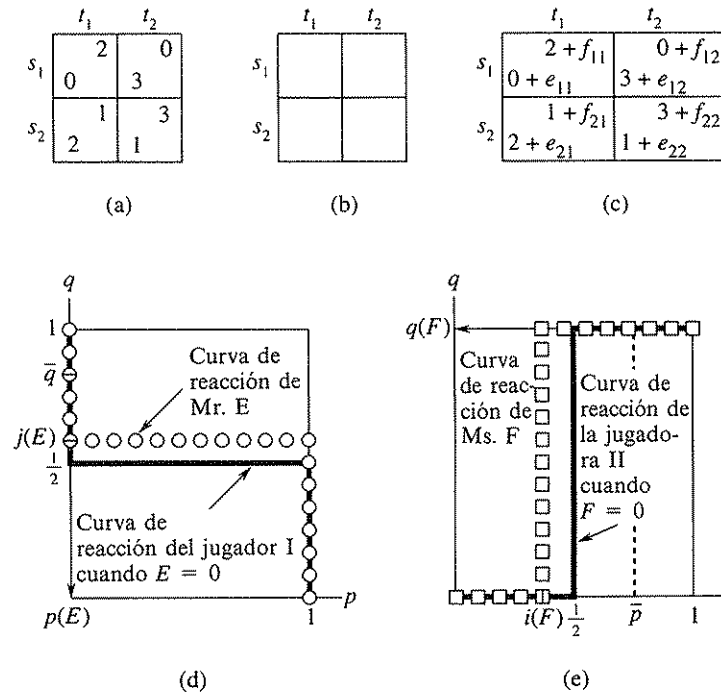 t₁ t₂
s₁ 2 0
0 3
s₂ 1 3
2 1
(a)
t₁ t₂
s₁
s₂
(b)
t₁ t₂
s₁ 2 + f₁₁ 0 + f₁₂
0 + e₁₁ 3 + e₁₂
s₂ 1 + f₂₁ 3 + f₂₂
2 + e₂₁ 1 + e₂₂
(c)
q
1
q̄
j(E)
1/2
p(E)
Curva de
reacción de
Mr. E
Curva de
reacción del jugador I
cuando E = 0
1
p
(d)
q
q(F)
Curva
de reac-
ción de
Ms. F
Curva de
reacción de
la jugado-
ra II
cuando
F = 0
i(F) 1/2 p̄ 1
(e)